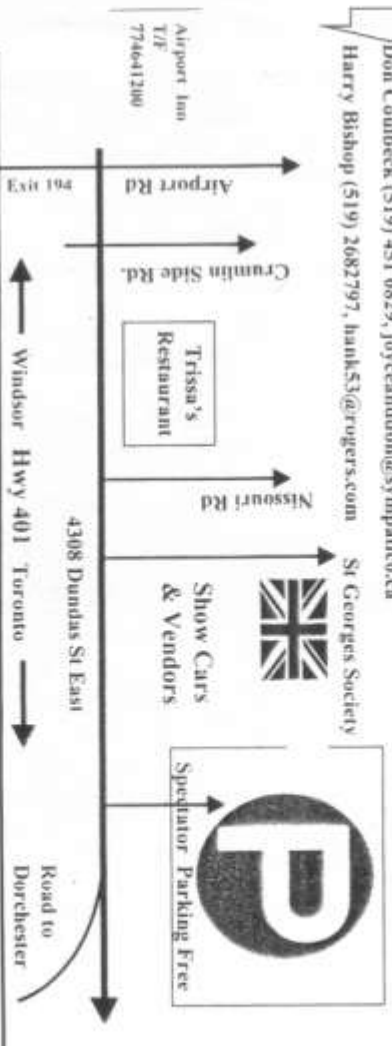 Harry Bishop (519) 2682797, hank53@rogers.com St Georges Society
Airport Inn
T/F
774641200
Airport Rd
Crumlin Side Rd.
Trissa's
Restaurant
Nissouri Rd
Show Cars
& Vendors
P
Spectator Parking Free
4308 Dundas St East
Exit 194
Windsor Hwy 401 Toronto
Road to
Dorchester